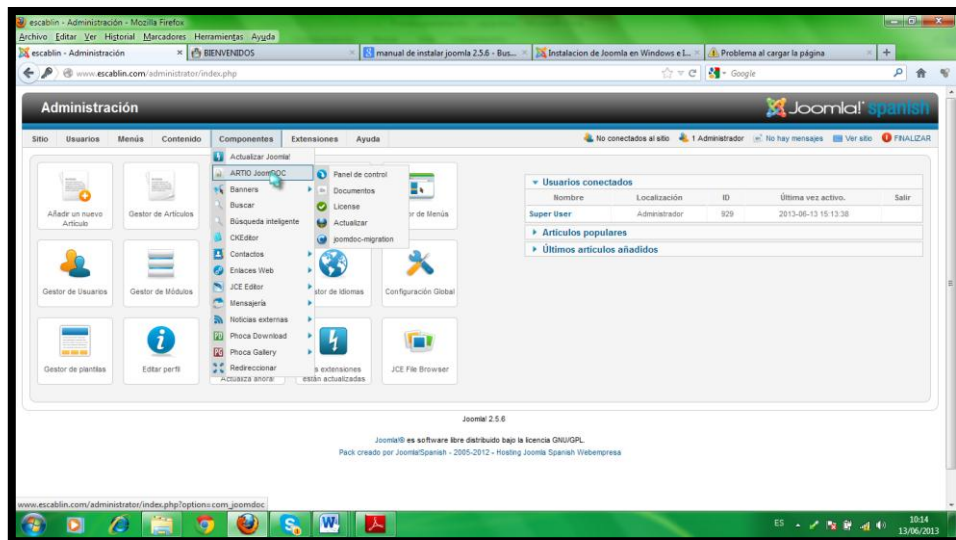 escablin - Administración - Mozilla Firefox
Archivo Editar Ver Historial Marcadores Herramientas Ayuda
escablin - Administración
BIENVENIDOS
manual de instalar joomla 2.5.6 - Bus...
Instalacion de Joomla en Windows e I...
Problema al cargar la página
www.escablin.com/administrator/index.php
Google
Administración
Joomla! spanish
Sitio Usuarios Menús Contenido Componentes Extensiones Ayuda
No conectados al sitio 1 Administrador No hay mensajes Ver sitio FINALIZAR
Actualizar Joomla!
ARTIO JoomDOC
Banners
Buscar
Búsqueda inteligente
CKEditor
Contactos
Enlaces Web
JCE Editor
Mensajería
Noticias externas
Phoca Download
Phoca Gallery
Redireccionar
Panel de control
Documentos
License
Actualizar
joomdoc-migration
Añadir un nuevo Artículo
Gestor de Artículos
r de Menús
Gestor de Usuarios
Gestor de Módulos
stor de Idiomas
Configuración Global
Gestor de plantillas
Editar perfil
Actualiza ahora!
s extensiones
están actualizadas
JCE File Browser
Usuarios conectados
Nombre Localización ID Última vez activo. Salir
Super User Administrador 929 2013-06-13 15:13:38
Artículos populares
Últimos artículos añadidos
Joomla! 2.5.6
Joomla!® es software libre distribuido bajo la licencia GNU/GPL.
Pack creado por Joomla!Spanish - 2005-2012 - Hosting Joomla Spanish Webempresa
www.escablin.com/administrator/index.php?option=com_joomdoc
ES
10:14
13/06/2013